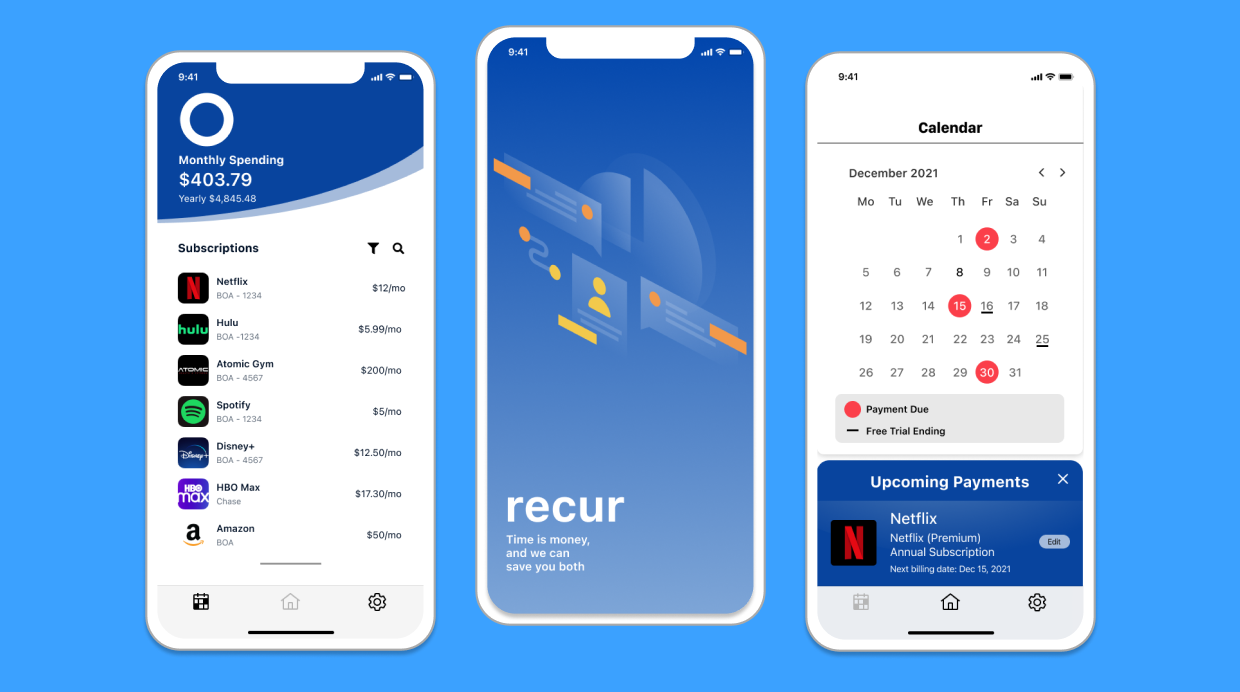 9:41
Monthly Spending
$403.79
Yearly $4,845.48
Subscriptions
Netflix
BOA - 1234
$12/mo
hulu
Hulu
BOA -1234
$5.99/mo
ATOMIC
Atomic Gym
BOA - 4567
$200/mo
Spotify
BOA - 1234
$5/mo
Disney+
Disney+
BOA - 4567
$12.50/mo
HBO
max
HBO Max
Chase
$17.30/mo
a
Amazon
BOA
$50/mo
9:41
recur
Time is money,
and we can
save you both
9:41
Calendar
December 2021
Mo Tu We Th Fr Sa Su
1 2 3 4
5 6 7 8 9 10 11
12 13 14 15 16 17 18
19 20 21 22 23 24 25
26 27 28 29 30 31
Payment Due
Free Trial Ending
Upcoming Payments
N
Netflix
Netflix (Premium)
Annual Subscription
Next billing date: Dec 15, 2021
Edit